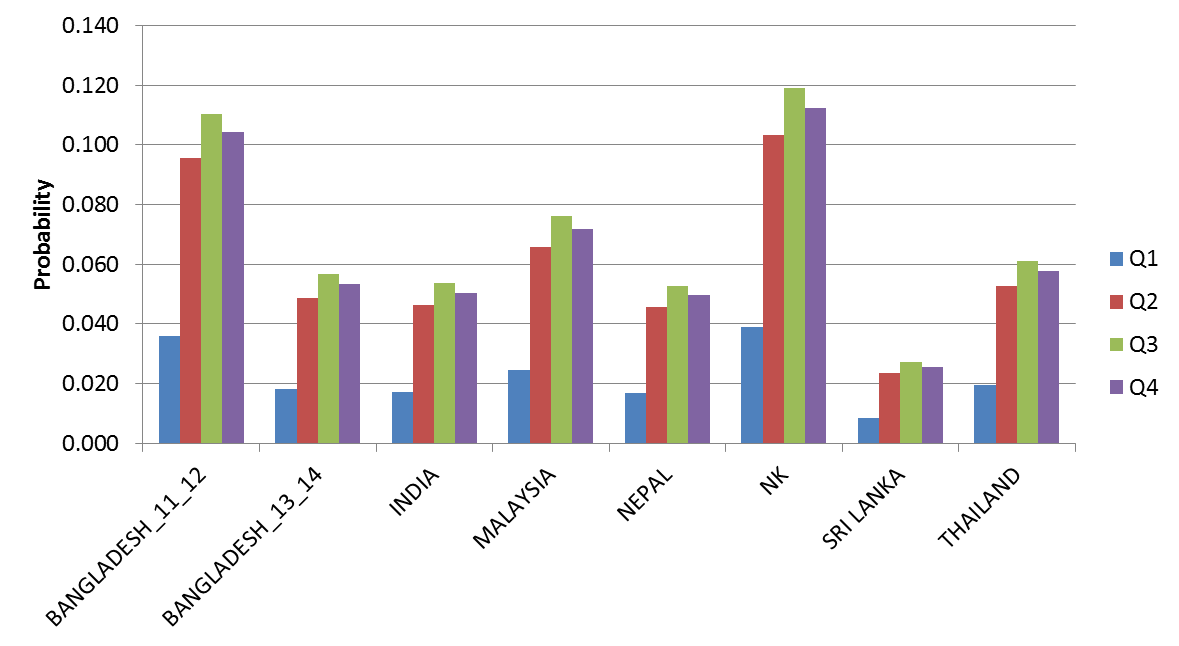 0.140
0.120
0.100
0.080
0.060
0.040
0.020
0.000
Probability
BANGLADESH_11_12
BANGLADESH_13_14
INDIA
MALAYSIA
NEPAL
NK
SRI LANKA
THAILAND
Q1
Q2
Q3
Q4